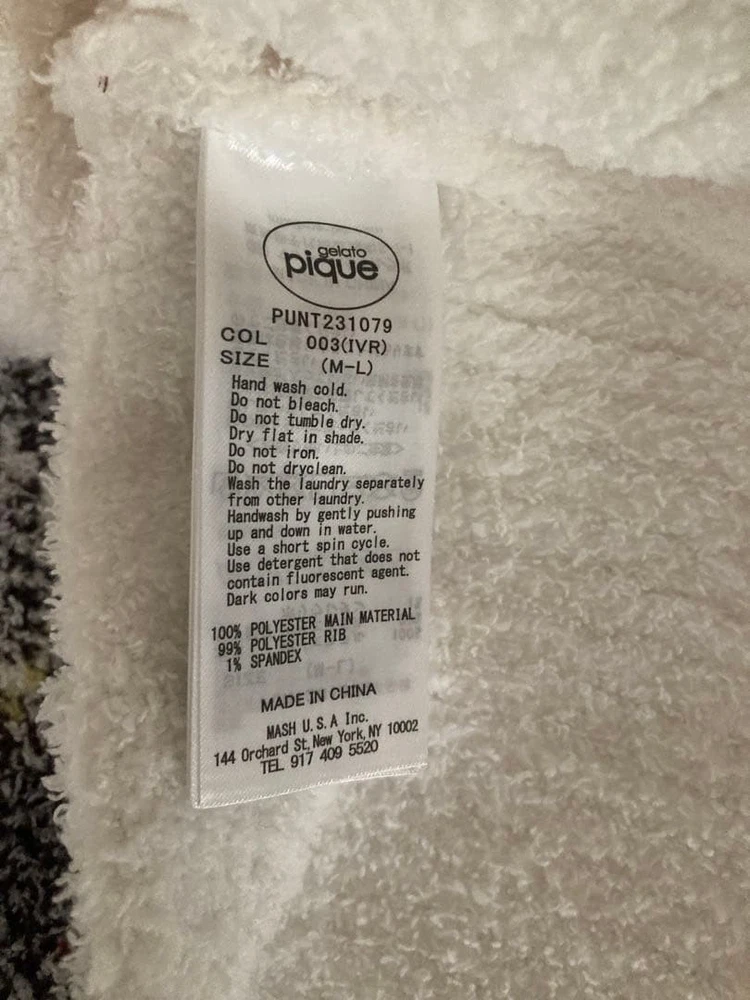 gelato
pique
PUNT231079
COL 003(IVR)
SIZE (M-L)
Hand wash cold.
Do not bleach.
Do not tumble dry.
Dry flat in shade.
Do not iron.
Do not dryclean.
Wash the laundry separately
from other laundry.
Handwash by gently pushing
up and down in water.
Use a short spin cycle.
Use detergent that does not
contain fluorescent agent.
Dark colors may run.
100% POLYESTER MAIN MATERIAL
99% POLYESTER RIB
1% SPANDEX
MADE IN CHINA
MASH U.S.A Inc.
144 Orchard St, New York, NY 10002
TEL 917 409 5520